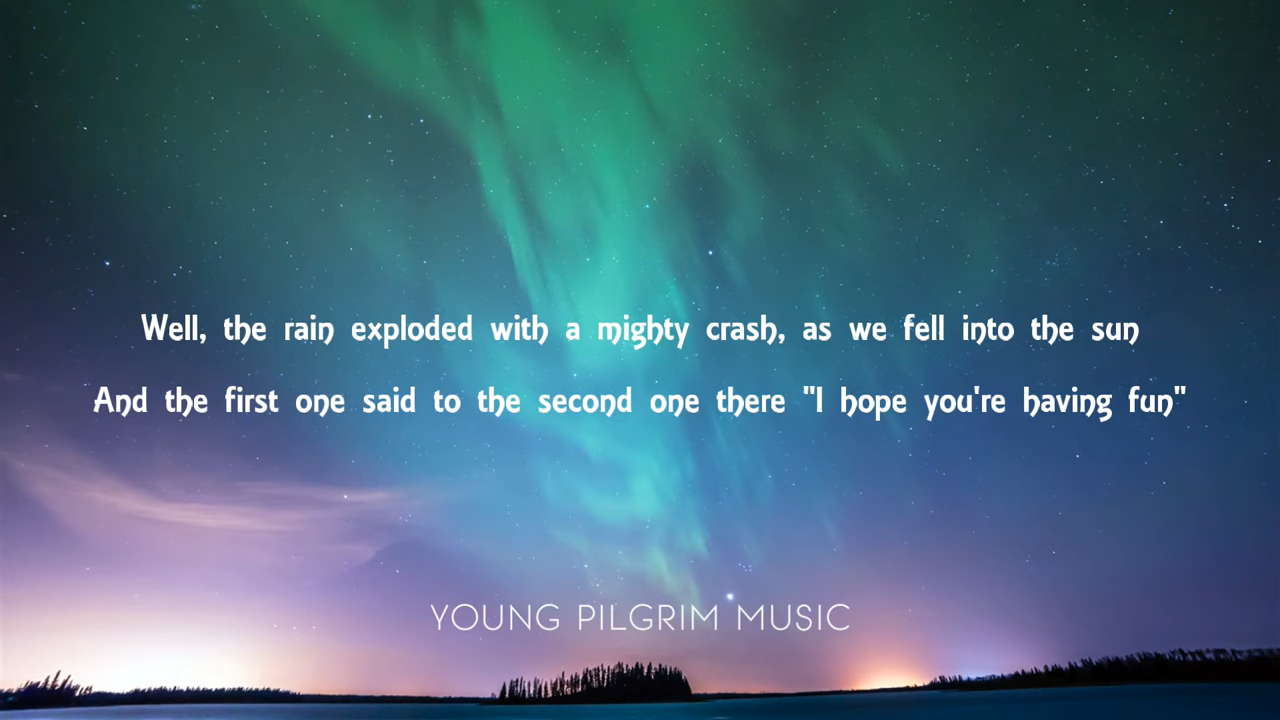 Well, the rain exploded with a mighty crash, as we fell into the sun
And the first one said to the second one there "I hope you're having fun"
YOUNG PILGRIM MUSIC